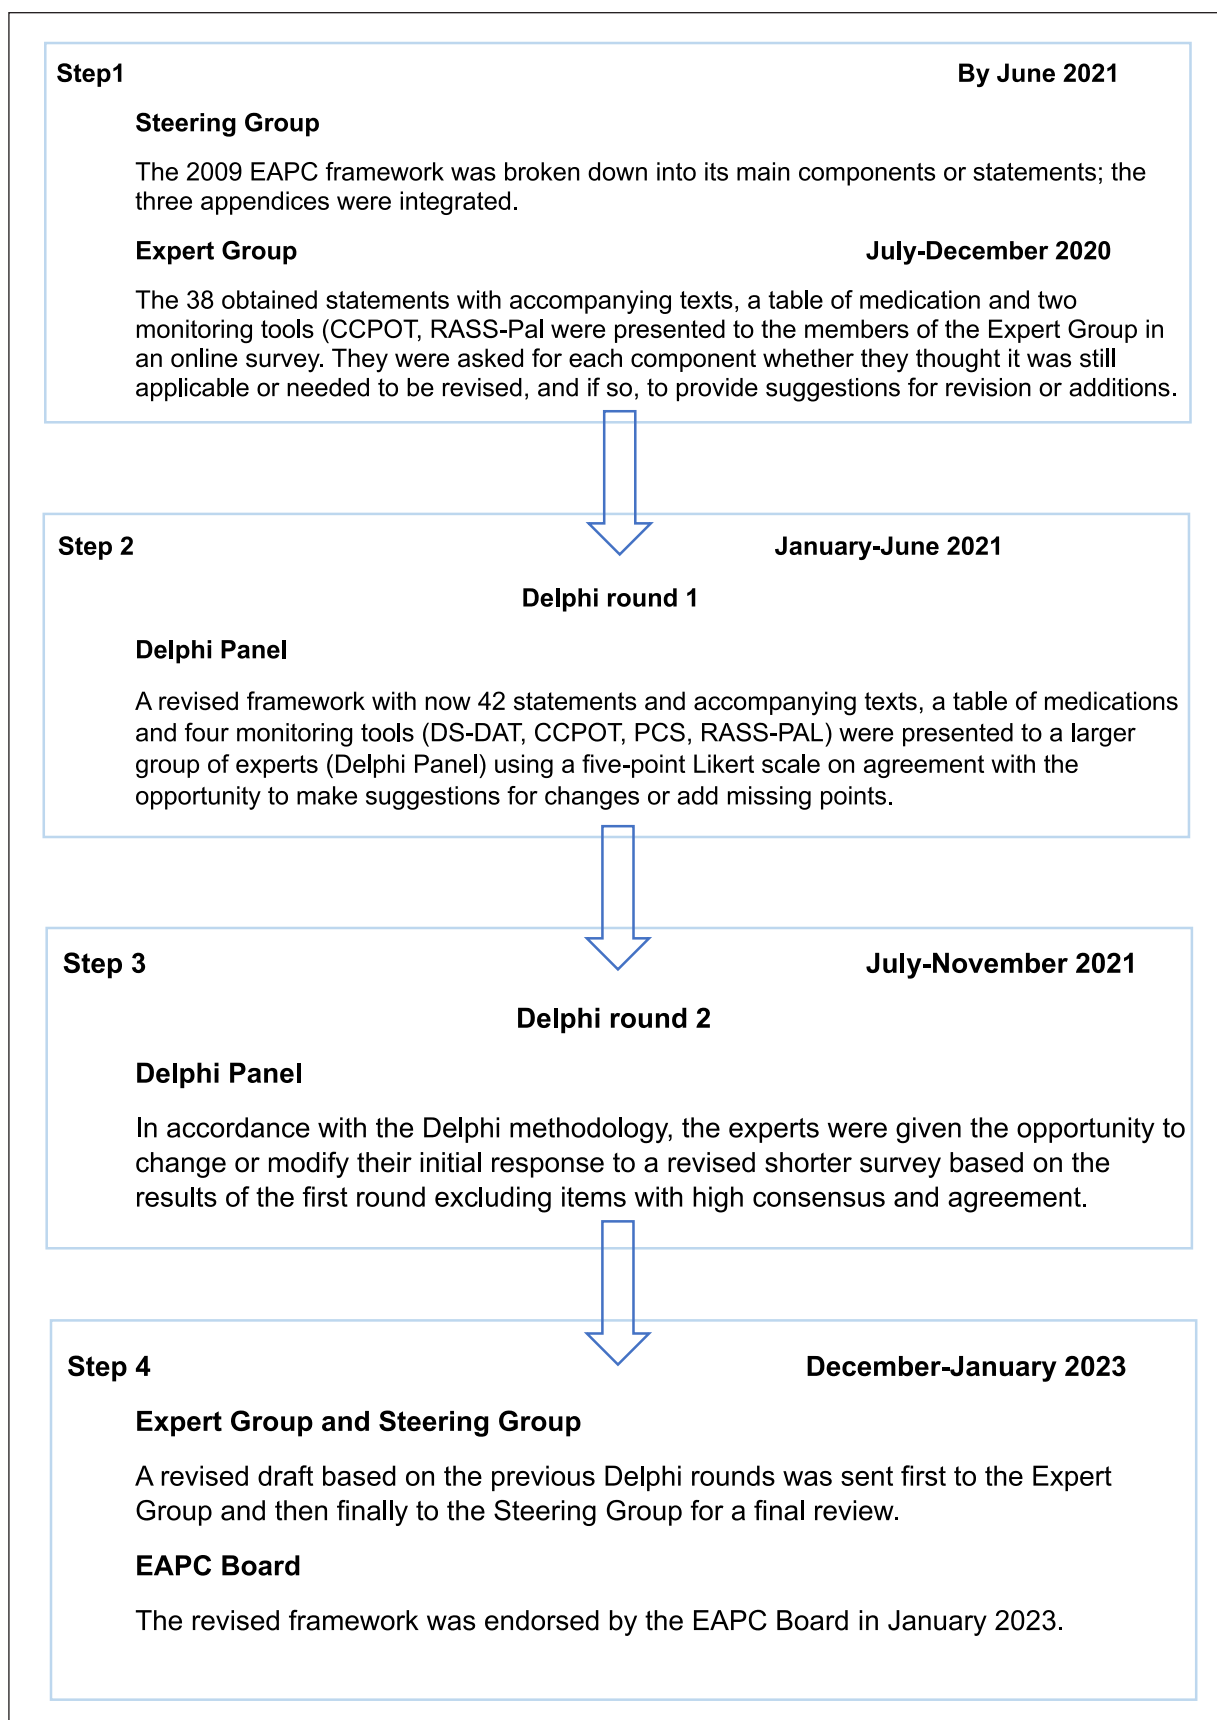 Step1 By June 2021
Steering Group
The 2009 EAPC framework was broken down into its main components or statements; the
three appendices were integrated.
Expert Group July-December 2020
The 38 obtained statements with accompanying texts, a table of medication and two
monitoring tools (CCPOT, RASS-Pal were presented to the members of the Expert Group in
an online survey. They were asked for each component whether they thought it was still
applicable or needed to be revised, and if so, to provide suggestions for revision or additions.
Step 2 January-June 2021
Delphi round 1
Delphi Panel
A revised framework with now 42 statements and accompanying texts, a table of medications
and four monitoring tools (DS-DAT, CCPOT, PCS, RASS-PAL) were presented to a larger
group of experts (Delphi Panel) using a five-point Likert scale on agreement with the
opportunity to make suggestions for changes or add missing points.
Step 3 July-November 2021
Delphi round 2
Delphi Panel
In accordance with the Delphi methodology, the experts were given the opportunity to
change or modify their initial response to a revised shorter survey based on the
results of the first round excluding items with high consensus and agreement.
Step 4 December-January 2023
Expert Group and Steering Group
A revised draft based on the previous Delphi rounds was sent first to the Expert
Group and then finally to the Steering Group for a final review.
EAPC Board
The revised framework was endorsed by the EAPC Board in January 2023.